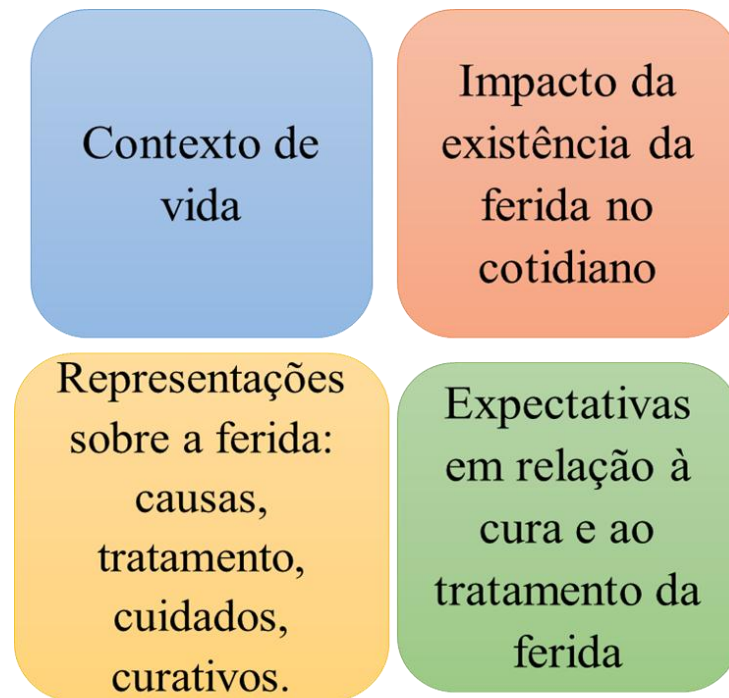 Contexto de
vida
Impacto da
existência da
ferida no
cotidiano
Representações
sobre a ferida:
causas,
tratamento,
cuidados,
curativos.
Expectativas
em relação à
cura e ao
tratamento da
ferida